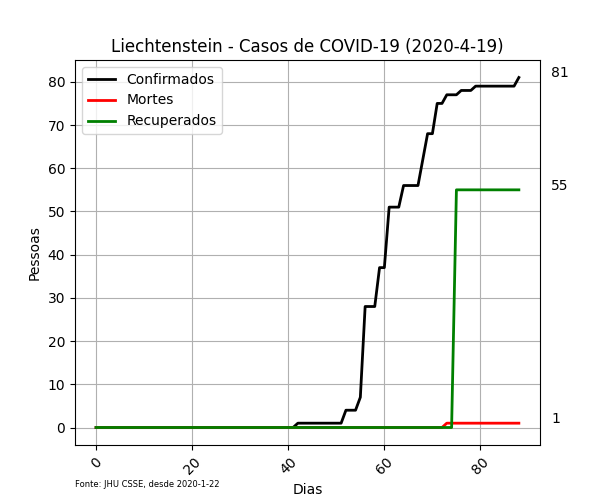 Liechtenstein - Casos de COVID-19 (2020-4-19)
Confirmados
Mortes
Recuperados
81
55
1
80
70
60
50
40
30
20
10
0
Pessoas
0
20
40
60
80
Dias
Fonte: JHU CSSE, desde 2020-1-22